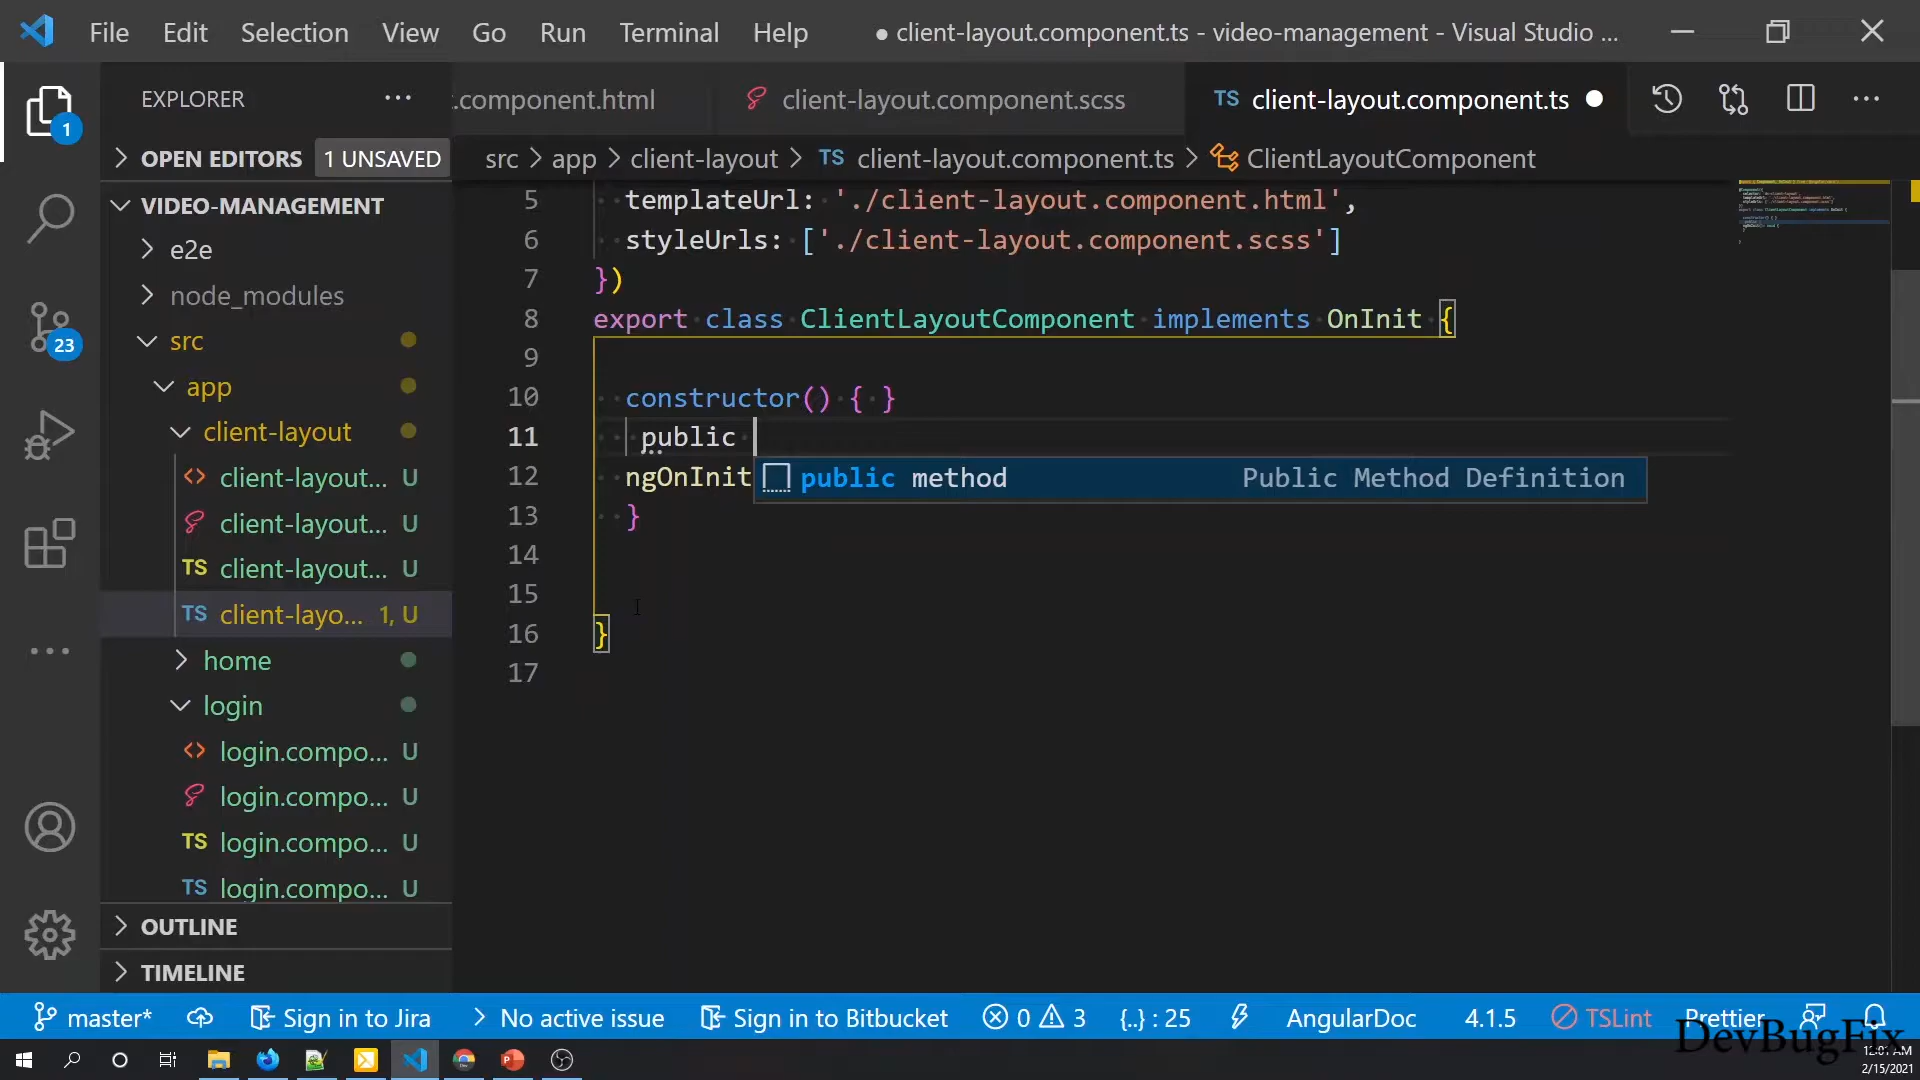 File Edit Selection View Go Run Terminal Help ● client-layout.component.ts - video-management - Visual Studio ...
EXPLORER ...
.component.html client-layout.component.scss TS client-layout.component.ts
OPEN EDITORS 1 UNSAVED
src > app > client-layout > TS client-layout.component.ts > ClientLayoutComponent
VIDEO-MANAGEMENT
e2e
node_modules
src
app
client-layout
client-layout... U
client-layout... U
TS client-layout... U
TS client-layo... 1, U
home
login
login.compo... U
login.compo... U
TS login.compo... U
TS login.compo... U
OUTLINE
TIMELINE
1
23
5 templateUrl: './client-layout.component.html',
6 styleUrls: ['./client-layout.component.scss']
7 })
8 export class ClientLayoutComponent implements OnInit {
9
10 constructor() { }
11 public
12 ngOnInit
public method Public Method Definition
13 }
14
15
16 }
17
master* Sign in to Jira > No active issue Sign in to Bitbucket 0 3 {..} : 25 AngularDoc 4.1.5 TSLint Prettier
DevBugFix
12:01 AM
2/15/2021